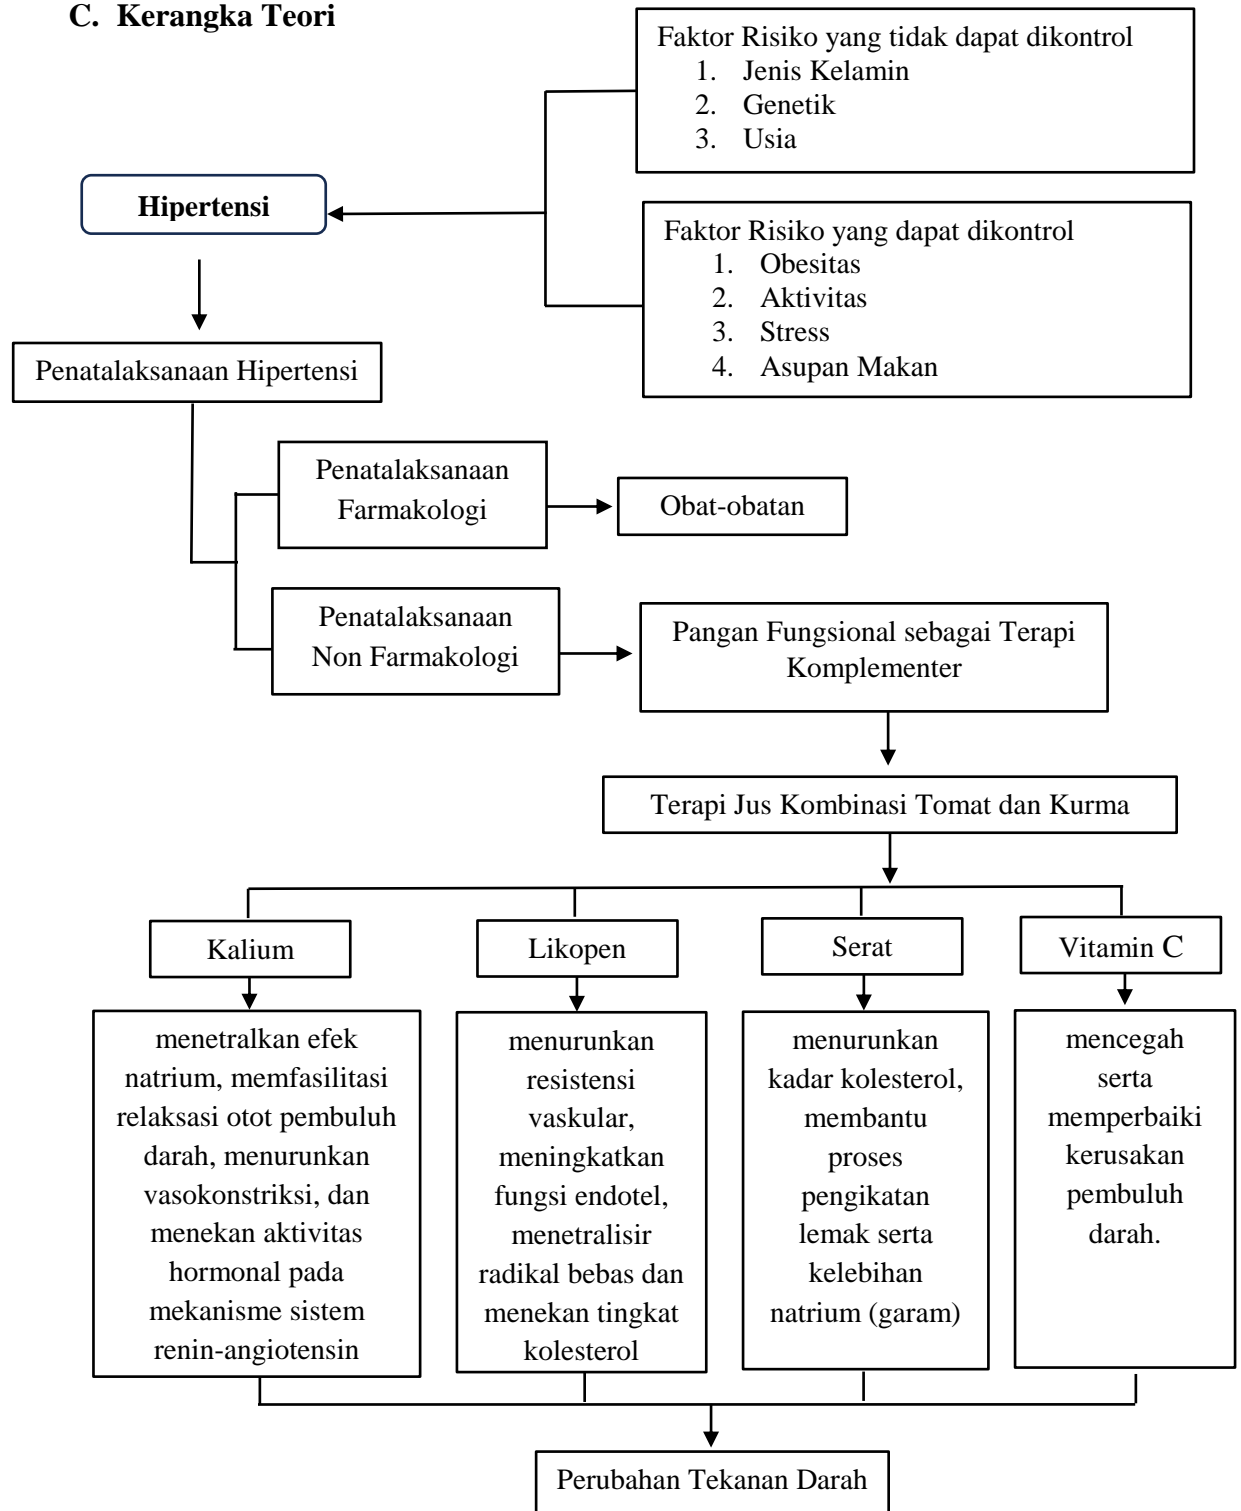 C. Kerangka Teori
Faktor Risiko yang tidak dapat dikontrol
1. Jenis Kelamin
2. Genetik
3. Usia
Hipertensi
Faktor Risiko yang dapat dikontrol
1. Obesitas
2. Aktivitas
3. Stress
4. Asupan Makan
Penatalaksanaan Hipertensi
Penatalaksanaan
Farmakologi
Obat-obatan
Penatalaksanaan
Non Farmakologi
Pangan Fungsional sebagai Terapi
Komplementer
Terapi Jus Kombinasi Tomat dan Kurma
Kalium
Likopen
Serat
Vitamin C
menetralkan efek
natrium, memfasilitasi
relaksasi otot pembuluh
darah, menurunkan
vasokonstriksi, dan
menekan aktivitas
hormonal pada
mekanisme sistem
renin-angiotensin
menurunkan
resistensi
vaskular,
meningkatkan
fungsi endotel,
menetralisir
radikal bebas dan
menekan tingkat
kolesterol
menurunkan
kadar kolesterol,
membantu
proses
pengikatan
lemak serta
kelebihan
natrium (garam)
mencegah
serta
memperbaiki
kerusakan
pembuluh
darah.
Perubahan Tekanan Darah